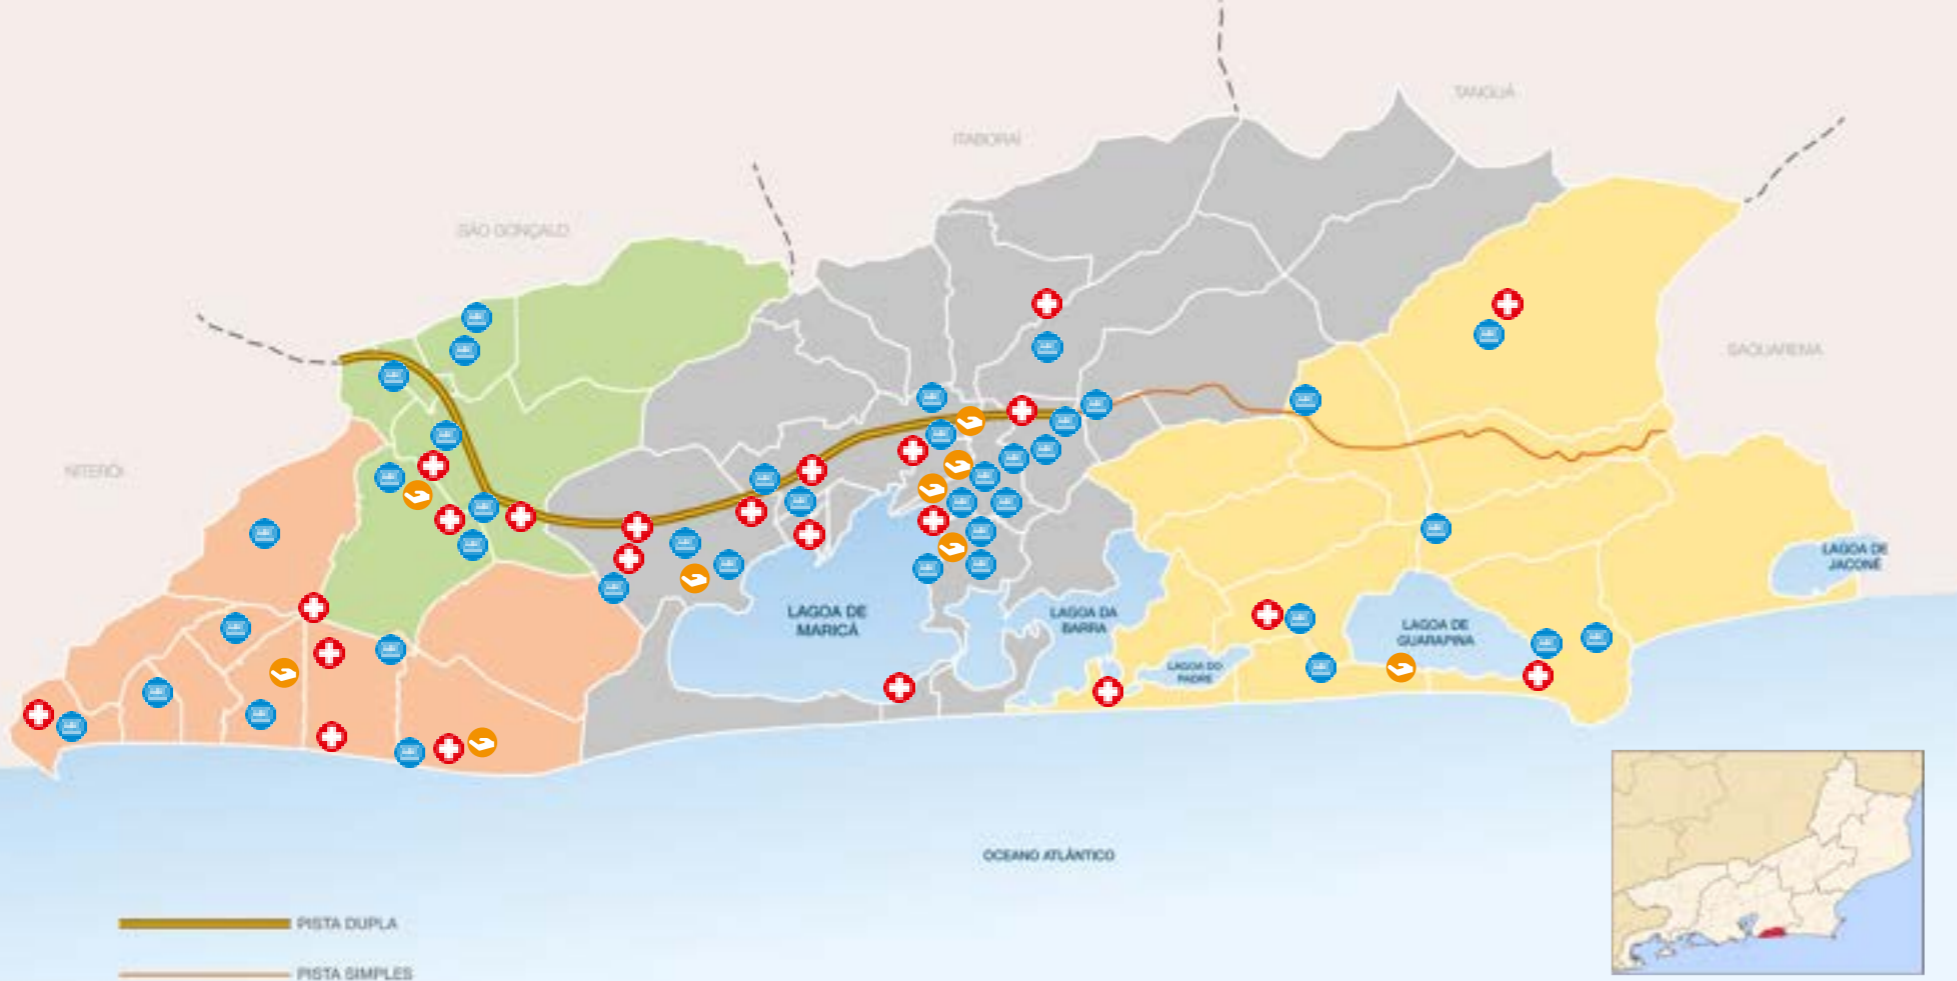 TANGUÁ
ITABORAÍ
SÃO GONÇALO
SAQUAREMA
NITERÓI
LAGOA DE
JACONÉ
LAGOA DE
MARICÁ
LAGOA DA
BARRA
LAGOA DE
GUARAPINA
LAGOA DO
PADRE
OCEANO ATLÂNTICO
PISTA DUPLA
PISTA SIMPLES